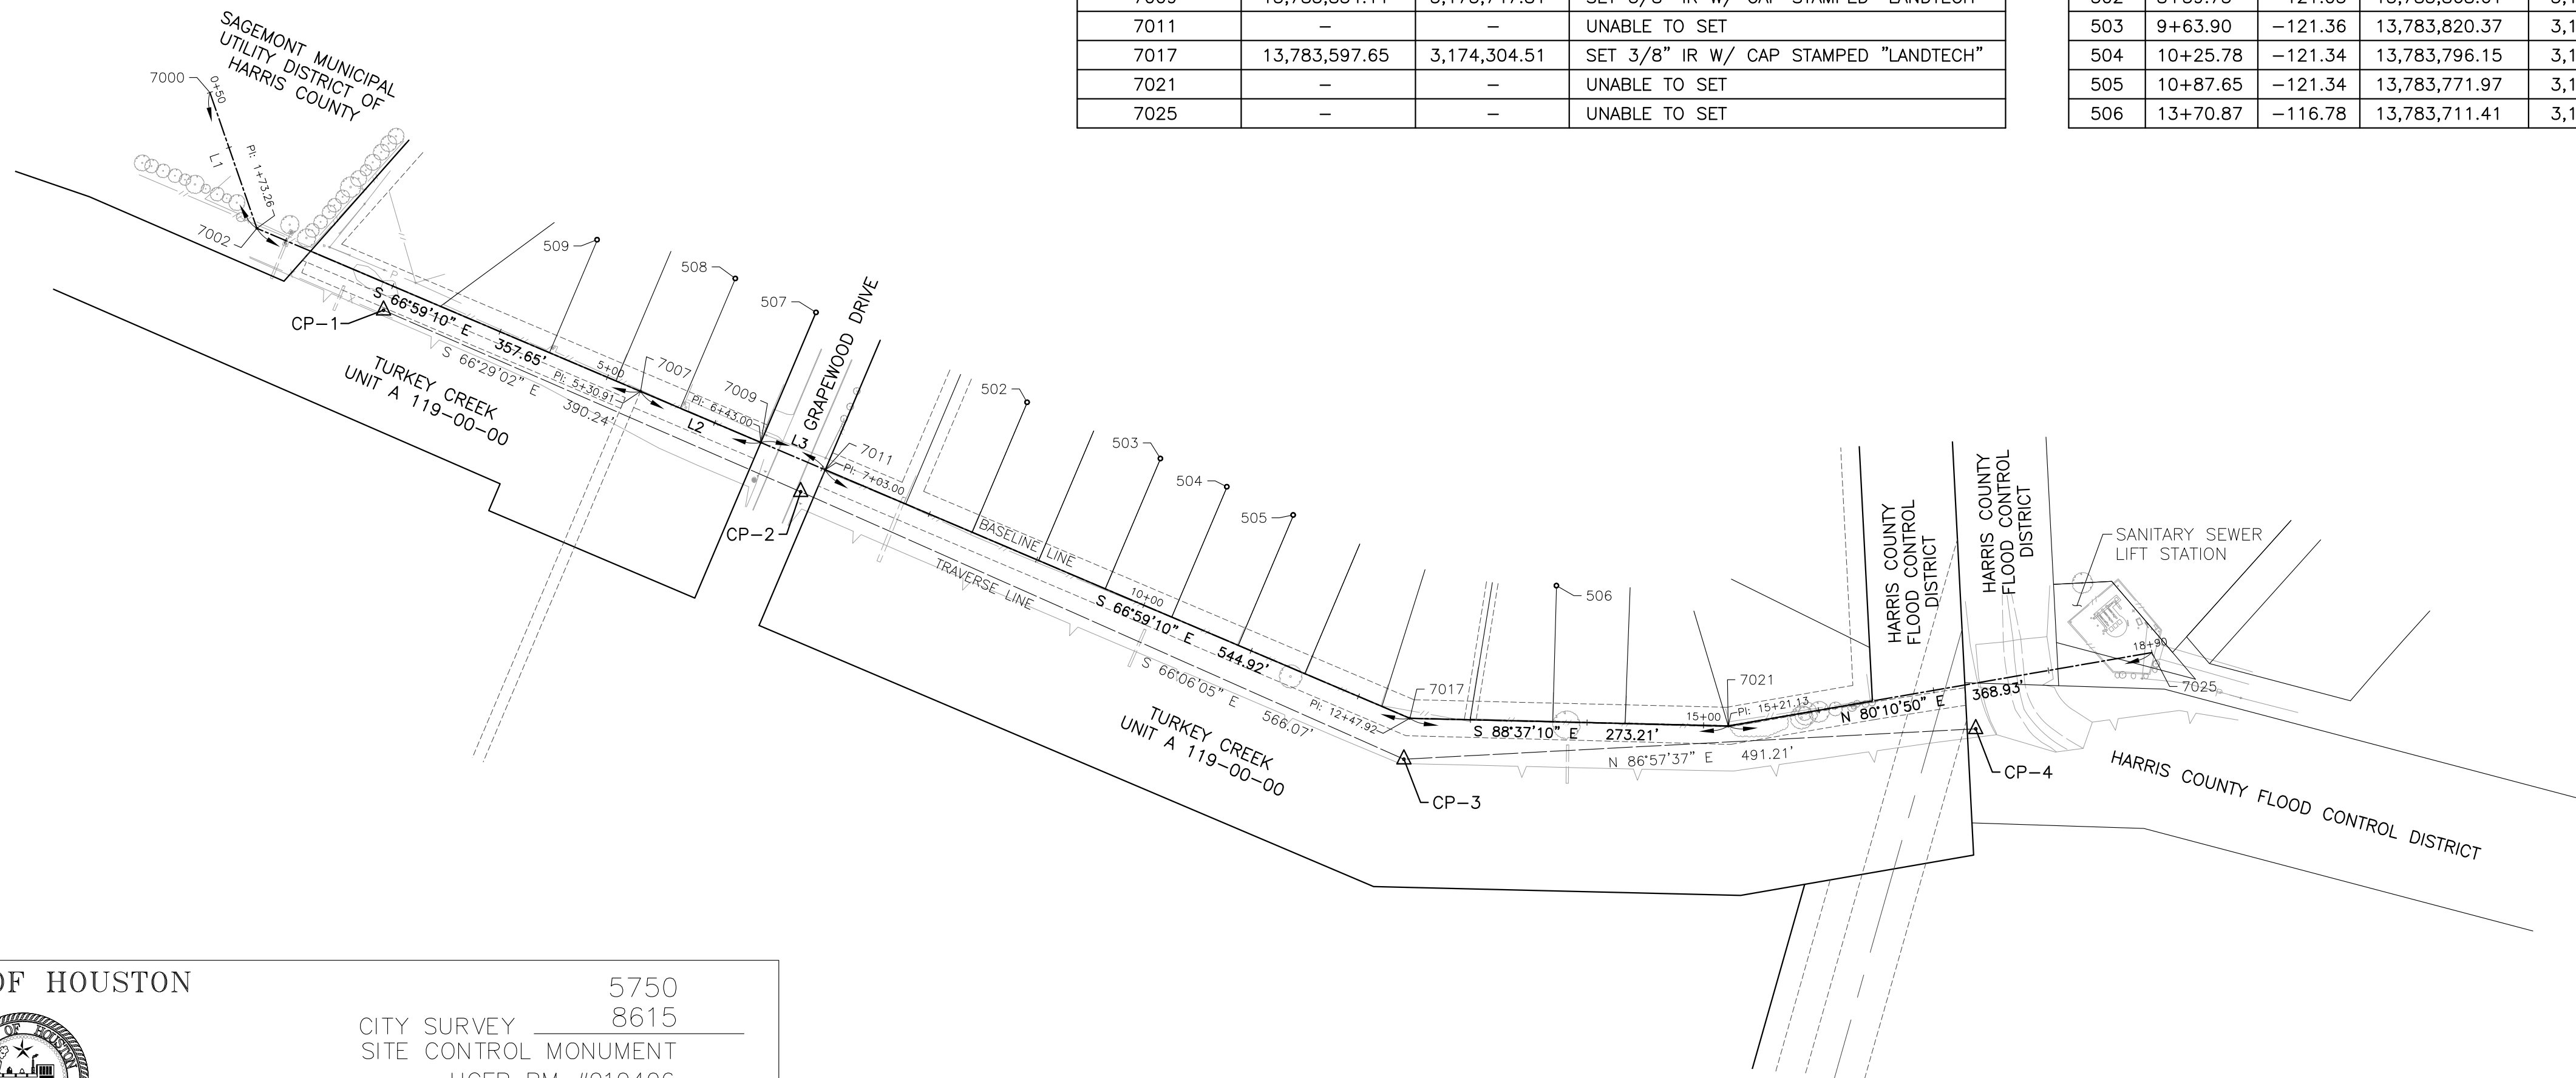 7011 – – UNABLE TO SET
7017 13,783,597.65 3,174,304.51 SET 3/8" IR W/ CAP STAMPED "LANDTECH"
7021 – – UNABLE TO SET
7025 – – UNABLE TO SET
503 9+63.90 –121.36 13,783,820.37 3,1
504 10+25.78 –121.34 13,783,796.15 3,1
505 10+87.65 –121.34 13,783,771.97 3,1
506 13+70.87 –116.78 13,783,711.41 3,1
SAGEMONT MUNICIPAL
UTILITY DISTRICT OF
HARRIS COUNTY
7000
0+50
L1
PI: 1+73.26
7002
509
508
507
CP-1
S 66°59'10" E
357.65'
5+00
PI: 5+30.91
7007
7009
PI: 6+43.00
L2
L3
GRAPEWOOD DRIVE
S 66°29'02" E
390.24'
TURKEY CREEK
UNIT A 119-00-00
7011
PI: 7+03.00
CP-2
502
503
504
505
BASELINE LINE
TRAVERSE LINE
10+00
S 66°59'10" E
544.92'
S 66°06'05" E
566.07'
TURKEY CREEK
UNIT A 119-00-00
PI: 12+47.92
7017
CP-3
506
S 88°37'10" E 273.21'
15+00
PI: 15+21.13
7021
N 86°57'37" E 491.21'
N 80°10'50" E
368.93'
HARRIS COUNTY
FLOOD CONTROL
DISTRICT
HARRIS COUNTY
FLOOD CONTROL
DISTRICT
SANITARY SEWER
LIFT STATION
18+90
7025
CP-4
HARRIS COUNTY FLOOD CONTROL DISTRICT
OF HOUSTON
OF HOUSTON
5750
8615
CITY SURVEY
SITE CONTROL MONUMENT